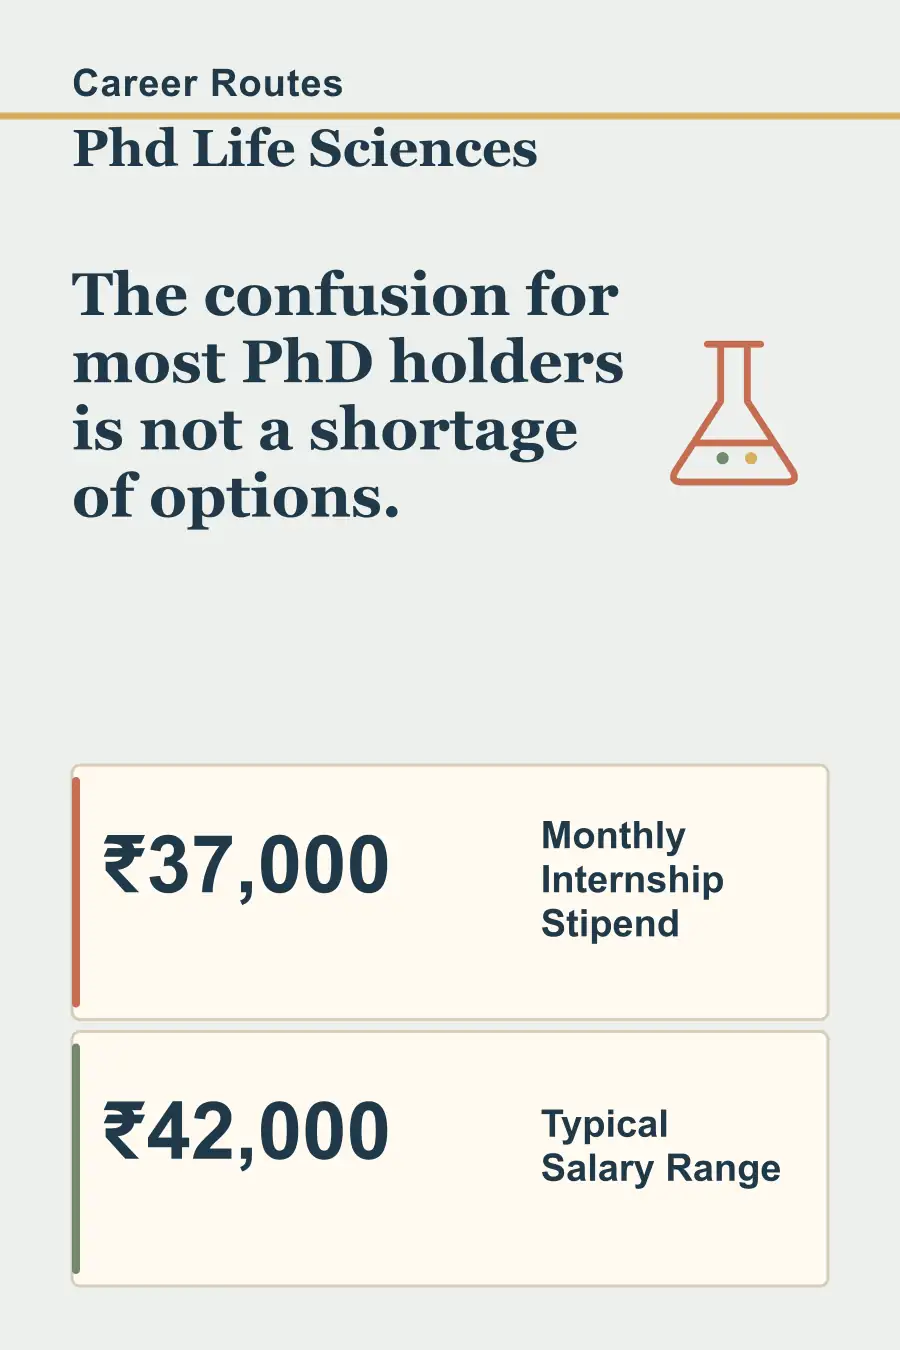 Career Routes
Phd Life Sciences
The confusion for
most PhD holders
is not a shortage
of options.
₹37,000
Monthly
Internship
Stipend
₹42,000
Typical
Salary Range